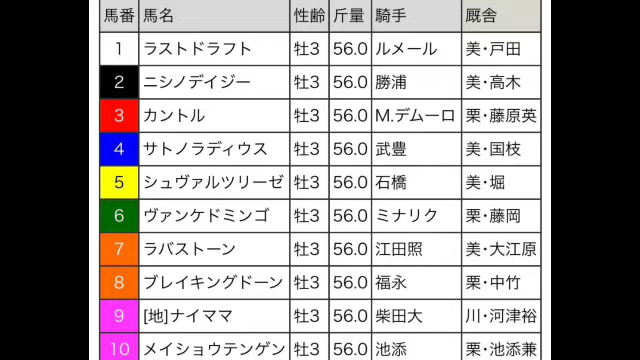 馬番 馬名 性齢 斤量 騎手 厩舎
1 ラストドラフト 牡3 56.0 ルメール 美・戸田
2 ニシノデイジー 牡3 56.0 勝浦 美・高木
3 カントル 牡3 56.0 M.デムーロ 栗・藤原英
4 サトノラディウス 牡3 56.0 武豊 美・国枝
5 シュヴァルツリーゼ 牡3 56.0 石橋 美・堀
6 ヴァンケドミンゴ 牡3 56.0 ミナリク 栗・藤岡
7 ラバストーン 牡3 56.0 江田照 美・大江原
8 ブレイキングドーン 牡3 56.0 福永 栗・中竹
9 [地]ナイママ 牡3 56.0 柴田大 川・河津裕
10 メイショウテンゲン 牡3 56.0 池添 栗・池添兼